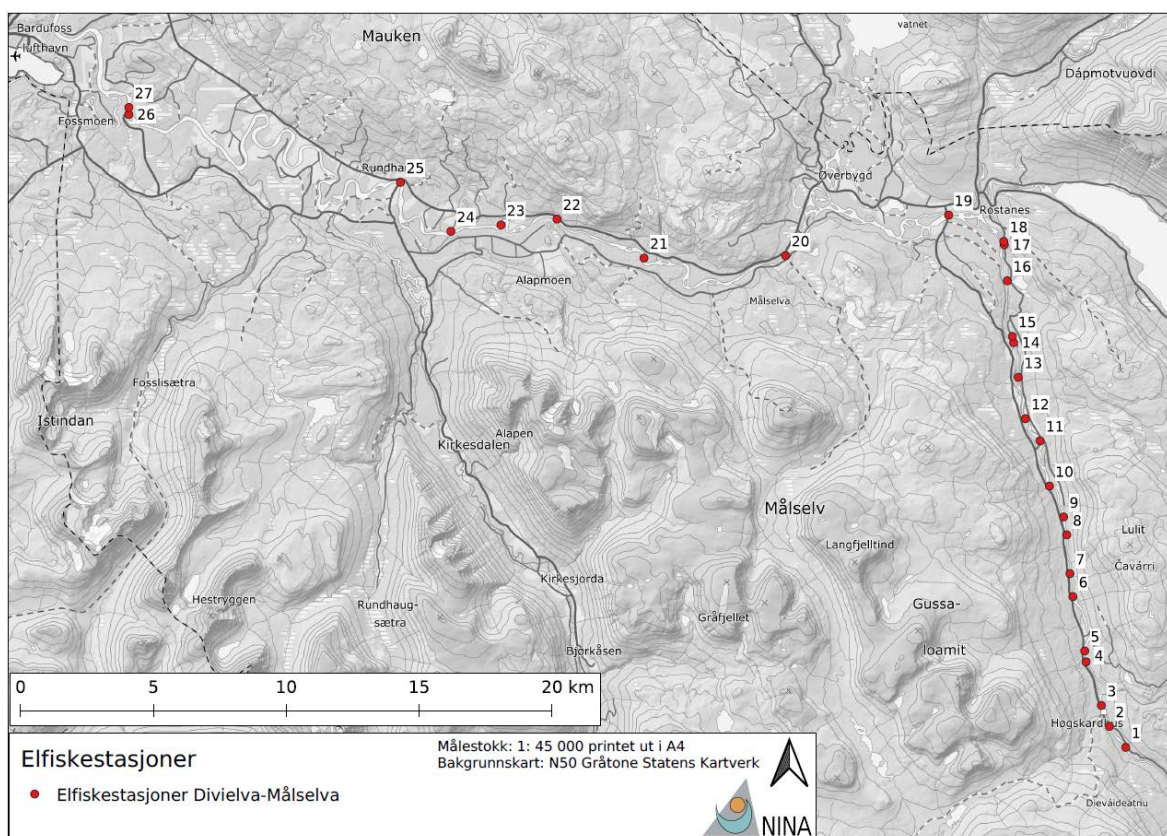 Bardufoss
lufthavn
Mauken
vatnet
Dápmotvuovdi
27
26
Fossmoen
Rundhau
25
Øverbygd
24
23
22
21
20
19
Rostanes
18
17
16
Alapmoen
Målselva
15
14
13
12
11
10
9
8
7
6
5
4
3
2
1
Fosslisætra
Istindan
Alapen
Kirkesdalen
Målselv
Langfjelltind
Lulit
Čavárri
Hestryggen
Rundhaug-
sætra
Kirkesjorda
Gråfjellet
Gussa-
loamit
Bjørkåsen
Høgskardhus
Dieváideatnu
0 5 10 15 20 km
Elfiskestasjoner
Elfiskestasjoner Divielva-Målselva
Målestokk: 1: 45 000 printet ut i A4
Bakgrunnskart: N50 Gråtone Statens Kartverk
NINA